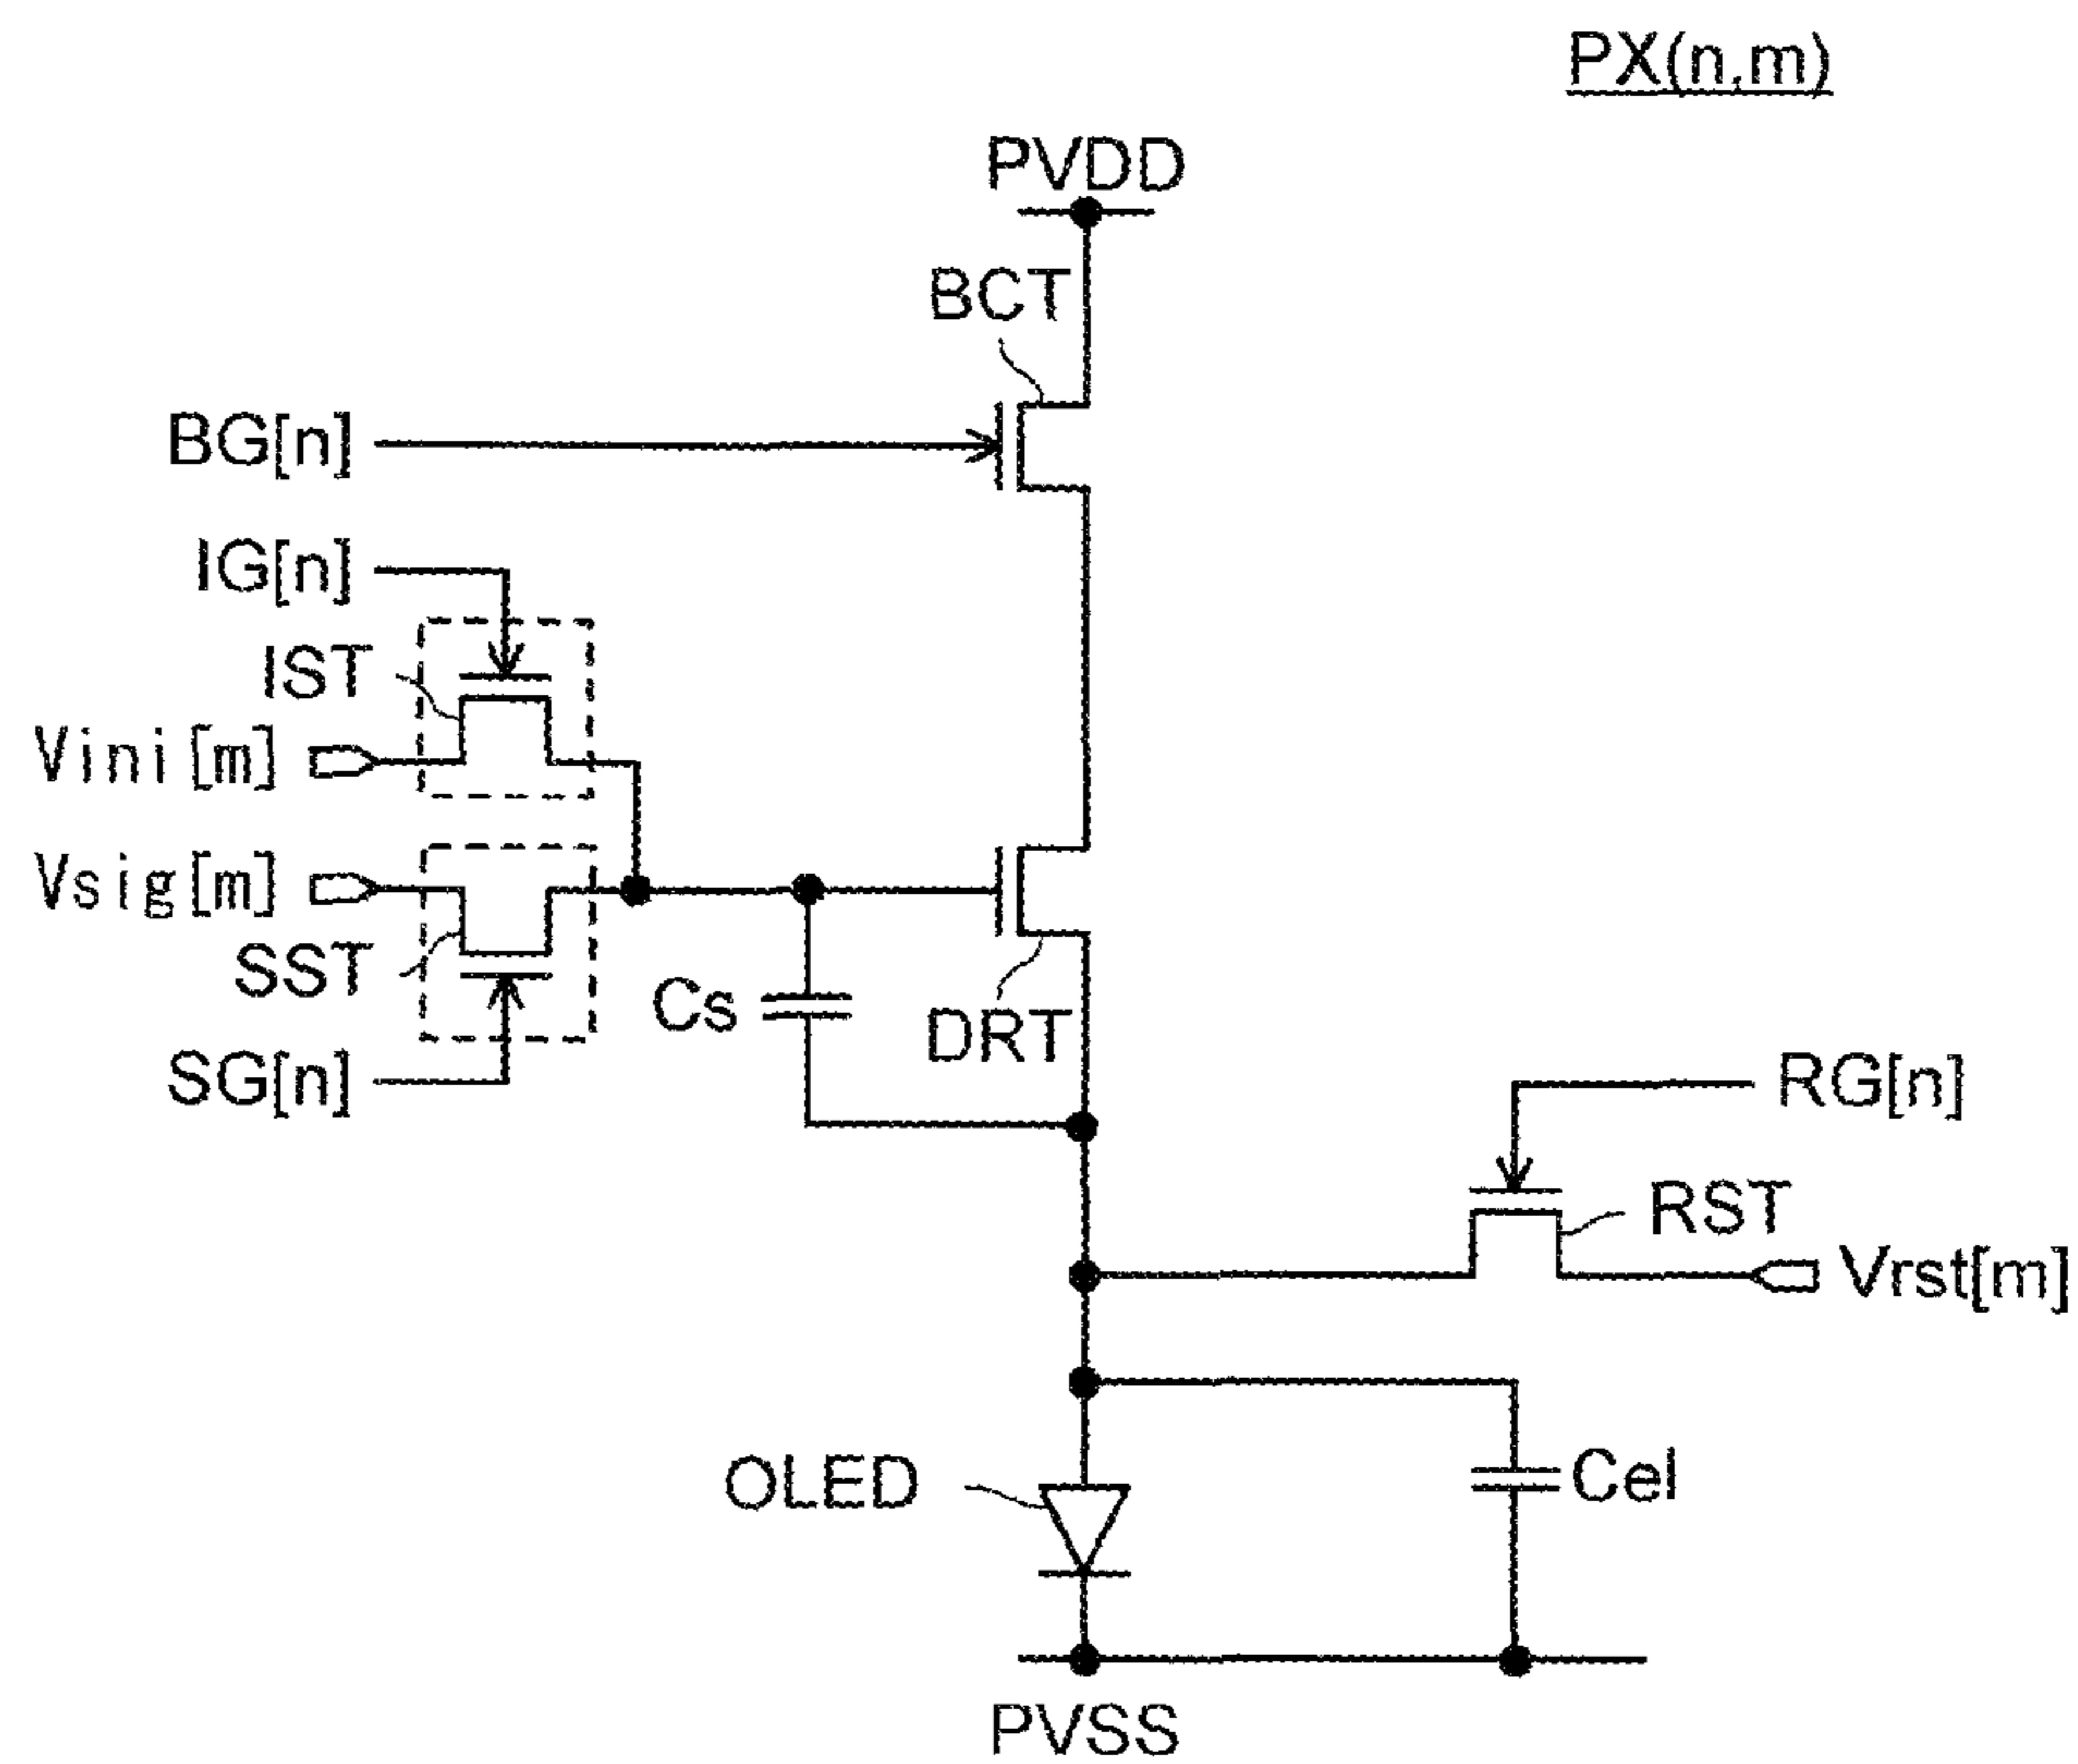 PX(n,m)
PVDD
BCT
BG[n]
IG[n]
IST
Vini[m]
Vsig[m]
SST
Cs
DRT
SG[n]
RG[n]
RST
Vrst[m]
OLED
Cel
PVSS